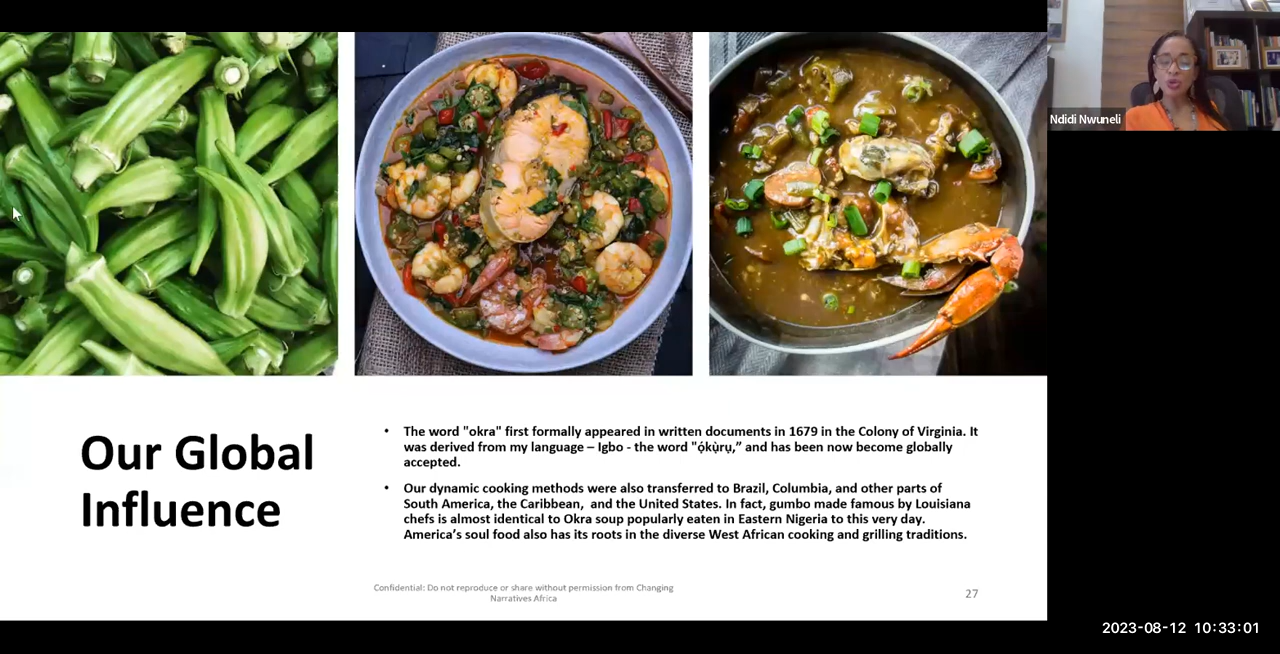 Ndidi Nwuneli
Our Global
Influence
• The word "okra" first formally appeared in written documents in 1679 in the Colony of Virginia. It
was derived from my language – Igbo - the word "ọ́kụ̀rụ̀,” and has been now become globally
accepted.
• Our dynamic cooking methods were also transferred to Brazil, Columbia, and other parts of
South America, the Caribbean,  and the United States. In fact, gumbo made famous by Louisiana
chefs is almost identical to Okra soup popularly eaten in Eastern Nigeria to this very day.
America’s soul food also has its roots in the diverse West African cooking and grilling traditions.
Confidential: Do not reproduce or share without permission from Changing
Narratives Africa
27
2023-08-12 10:33:01